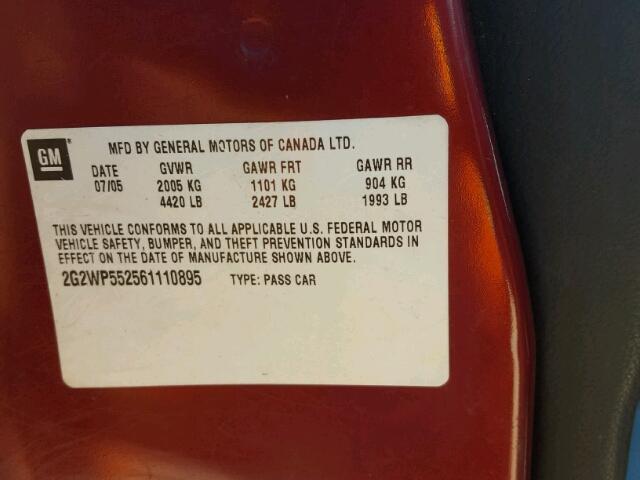 GM
MFD BY GENERAL MOTORS OF CANADA LTD.
DATE GVWR GAWR FRT GAWR RR
07/05 2005 KG 1101 KG 904 KG
4420 LB 2427 LB 1993 LB
THIS VEHICLE CONFORMS TO ALL APPLICABLE U.S. FEDERAL MOTOR
VEHICLE SAFETY, BUMPER, AND THEFT PREVENTION STANDARDS IN
EFFECT ON THE DATE OF MANUFACTURE SHOWN ABOVE.
2G2WP552561110895 TYPE: PASS CAR